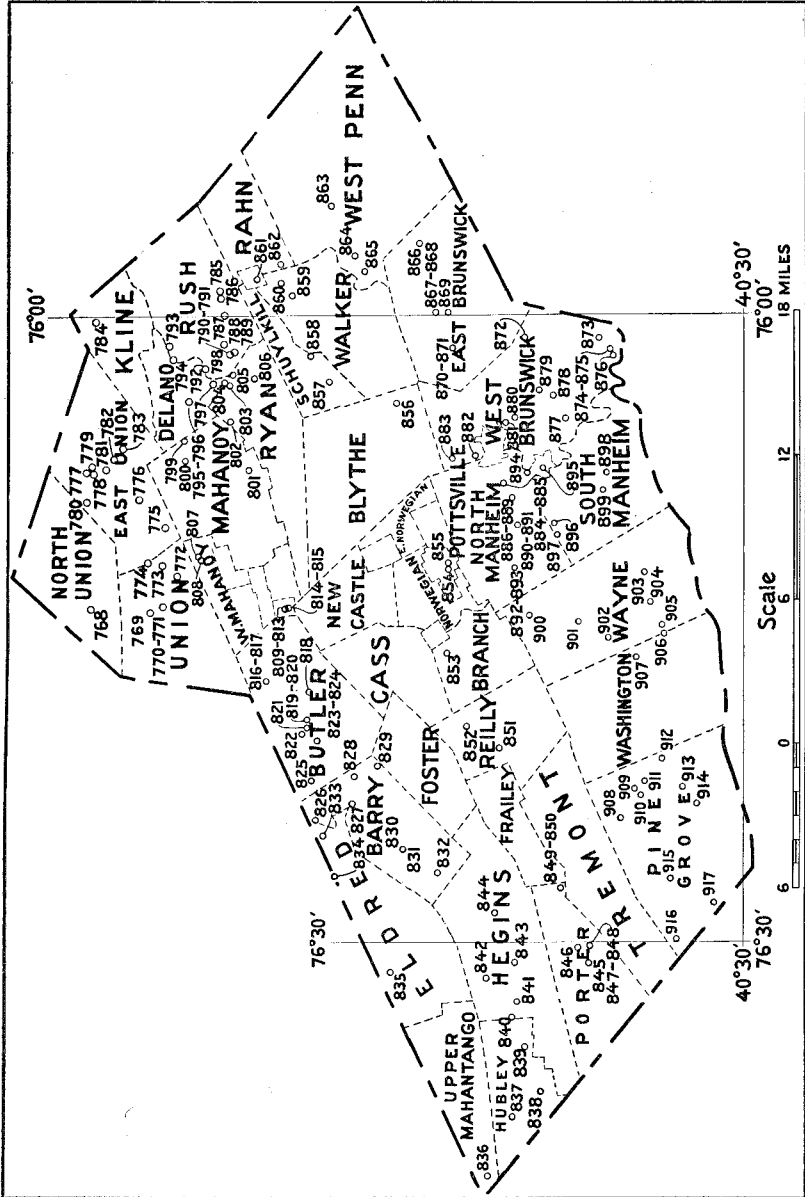 76°00'
76°30'
NORTH
UNION
768
780
777
779
778
781
782
784
KLINE
EAST UNION
783
776
775
774
769
773
770-771
772
UNION
807
808
DELANO
793
RUSH
794
790-791
785
792
798
787
786
788
789
797
799
800
795-796
804
805
806
MAHANOY
803
802
801
RYAN
W. MAHANOY
SCHUYLKILL
RAHN
861
862
860
859
858
857
WALKER
863
864
865
WEST PENN
816-817
809-813
814-815
818
819-820
821
822
823-824
BUTLER
825
826
833
834
827
828
829
BARRY
830
831
832
ELDRED
835
NEW
CASTLE
BLYTHE
856
CASS
FOSTER
NORWEGIAN
E. NORWEGIAN
855
854
853
POTTSVILLE
883
882
866
867-868
869
EAST
BRUNSWICK
870-871
872
WEST
BRUNSWICK
879
880
881
878
877
873
874-875
876
NORTH
MANHEIM
894
886-889
884-885
890-891
892-893
895
896
897
898
899
SOUTH
MANHEIM
900
901
902
WAYNE
903
904
905
906
BRANCH
REILLY
852
851
FRAILEY
TREMONT
849-850
HEGINS
844
843
842
841
840
UPPER
MAHANTANGO
HUBLEY
839
837
838
836
PORTER
846
845
847-848
WASHINGTON
907
908
909
910
911
912
913
914
PINE
GROVE
915
916
917
40°30'
76°30'
40°30'
76°00'
Scale
6
0
6
12
18 MILES